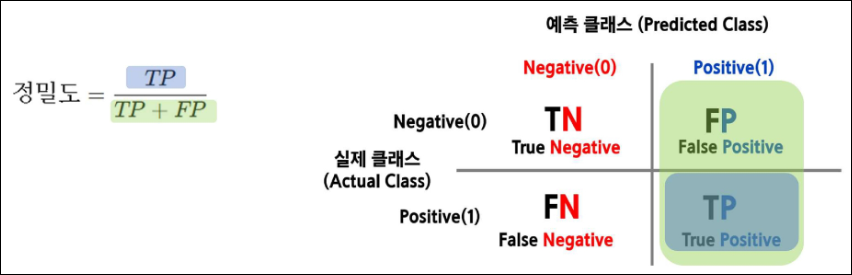 예측 클래스 (Predicted Class)
Negative(0) Positive(1)
정밀도 = TP / TP + FP
Negative(0) TN FP
True Negative False Positive
실제 클래스
(Actual Class)
Positive(1) FN TP
False Negative True Positive